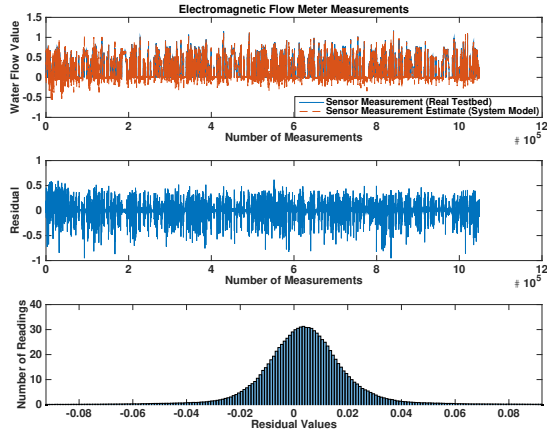 Electromagnetic Flow Meter Measurements
Water Flow Value
1.5
1
0.5
0
-0.5
-1
Sensor Measurement (Real Testbed)
Sensor Measurement Estimate (System Model)
0 2 4 6 8 10 12
Number of Measurements
# 10^5
Residual
1
0.5
0
-0.5
-1
0 2 4 6 8 10 12
Number of Measurements
# 10^5
Number of Readings
40
30
20
10
0
-0.08 -0.06 -0.04 -0.02 0 0.02 0.04 0.06 0.08
Residual Values